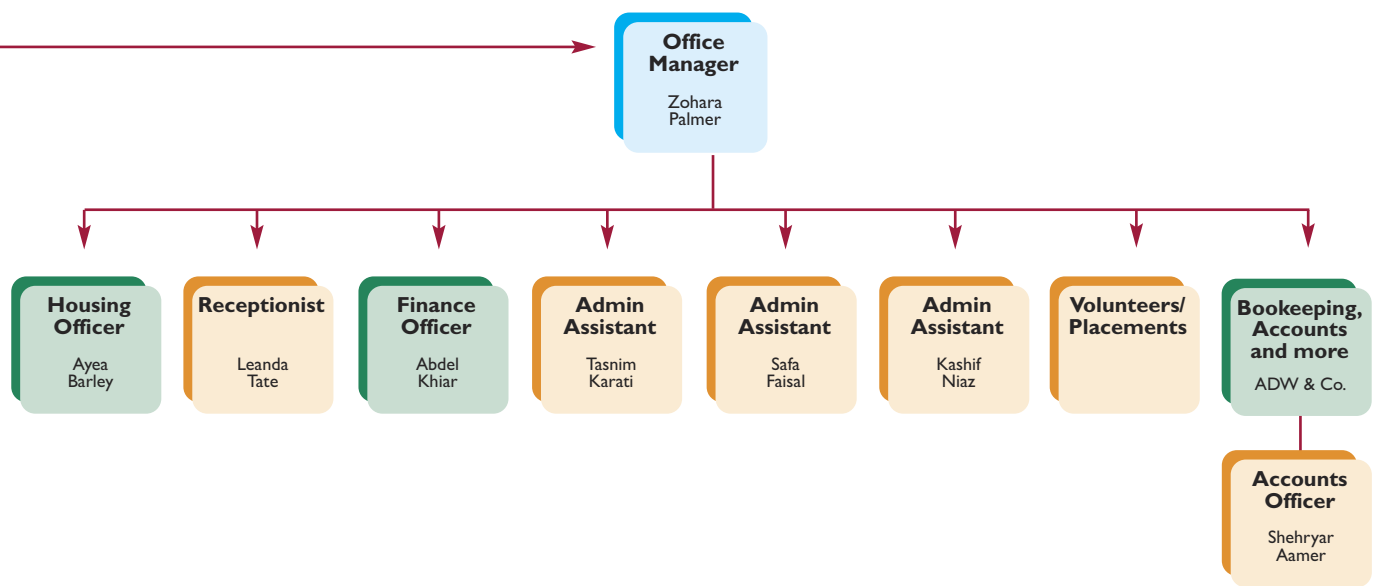 Office
Manager
Zohara
Palmer
Housing
Officer
Ayea
Barley
Receptionist
Leanda
Tate
Finance
Officer
Abdel
Khiar
Admin
Assistant
Tasnim
Karati
Admin
Assistant
Safa
Faisal
Admin
Assistant
Kashif
Niaz
Volunteers/
Placements
Bookeeping,
Accounts
and more
ADW & Co.
Accounts
Officer
Shehryar
Aamer